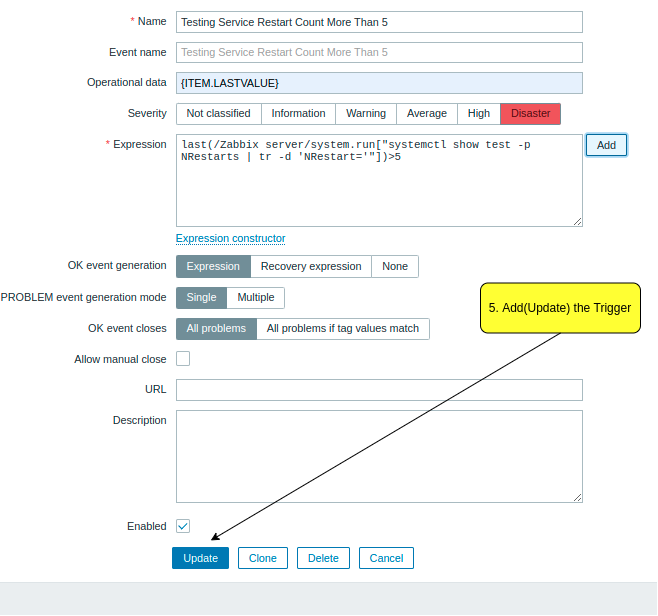 * Name
Testing Service Restart Count More Than 5
Event name
Testing Service Restart Count More Than 5
Operational data
{ITEM.LASTVALUE}
Severity
Not classified
Information
Warning
Average
High
Disaster
* Expression
last(/Zabbix server/system.run["systemctl show test -p
NRestarts | tr -d 'NRestart='"])>5
Add
Expression constructor
OK event generation
Expression
Recovery expression
None
PROBLEM event generation mode
Single
Multiple
5. Add(Update) the Trigger
OK event closes
All problems
All problems if tag values match
Allow manual close
URL
Description
Enabled
Update
Clone
Delete
Cancel